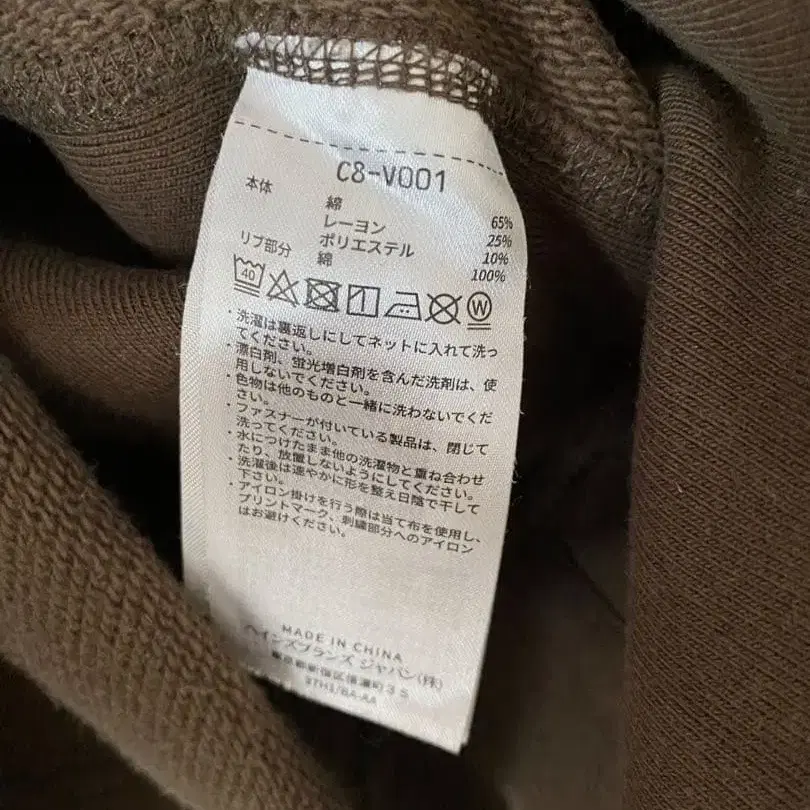 C8-V001
本体 綿 65%
レーヨン 25%
ポリエステル 10%
リブ部分 綿 100%
40
W
・洗濯は裏返しにしてネットに入れて洗っ
てください。
・漂白剤、蛍光増白剤を含んだ洗剤は、使
用しないでください。
・色物は他のものと一緒に洗わないでくだ
さい。
・ファスナーが付いている製品は、閉じて
洗ってください。
・水につけたまま他の洗濯物と重ね合わせ
たり、放置しないようにしてください。
・洗濯後は速やかに形を整え日陰で干して
下さい。
・アイロン掛けを行う際は当て布を使用し、
プリントマーク、刺繍部分へのアイロン
はお避けください。
MADE IN CHINA
ヘインズブランズ ジャパン(株)
東京都新宿区信濃町35